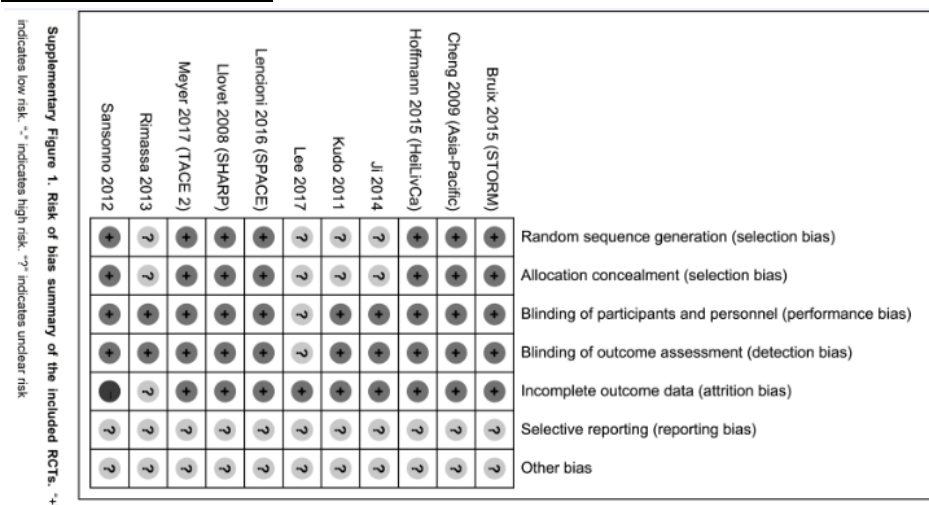 Random sequence generation (selection bias)
Allocation concealment (selection bias)
Blinding of participants and personnel (performance bias)
Blinding of outcome assessment (detection bias)
Incomplete outcome data (attrition bias)
Selective reporting (reporting bias)
Other bias
Bruix 2015 (STORM) + + + + + ? ?
Cheng 2009 (Asia-Pacific) + + + + + ? ?
Hoffmann 2015 (HeiLivCa) + + + + + ? ?
Ji 2014 ? ? + + + ? ?
Kudo 2011 ? ? + + + ? ?
Lee 2017 ? ? ? ? + ? ?
Lencioni 2016 (SPACE) + + + + + ? ?
Llovet 2008 (SHARP) + + + + + ? ?
Meyer 2017 (TACE 2) + + + + + ? ?
Rimassa 2013 ? ? + + ? ? ?
Sansonno 2012 + + + + - ? ?
Supplementary Figure 1. Risk of bias summary of the included RCTs. "+
indicates low risk. "-" indicates high risk. "?" indicates unclear risk